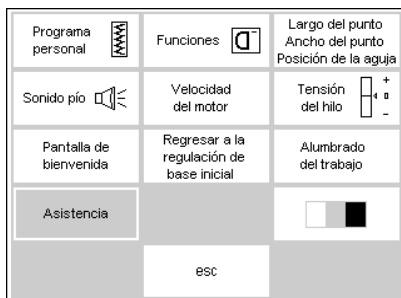 Programa
personal
Funciones
Largo del punto
Ancho del punto
Posición de la aguja
Sonido pío
Velocidad
del motor
Tensión
del hilo
+
-
Pantalla de
bienvenida
Regresar a la
regulación de
base inicial
Alumbrado
del trabajo
Asistencia
esc